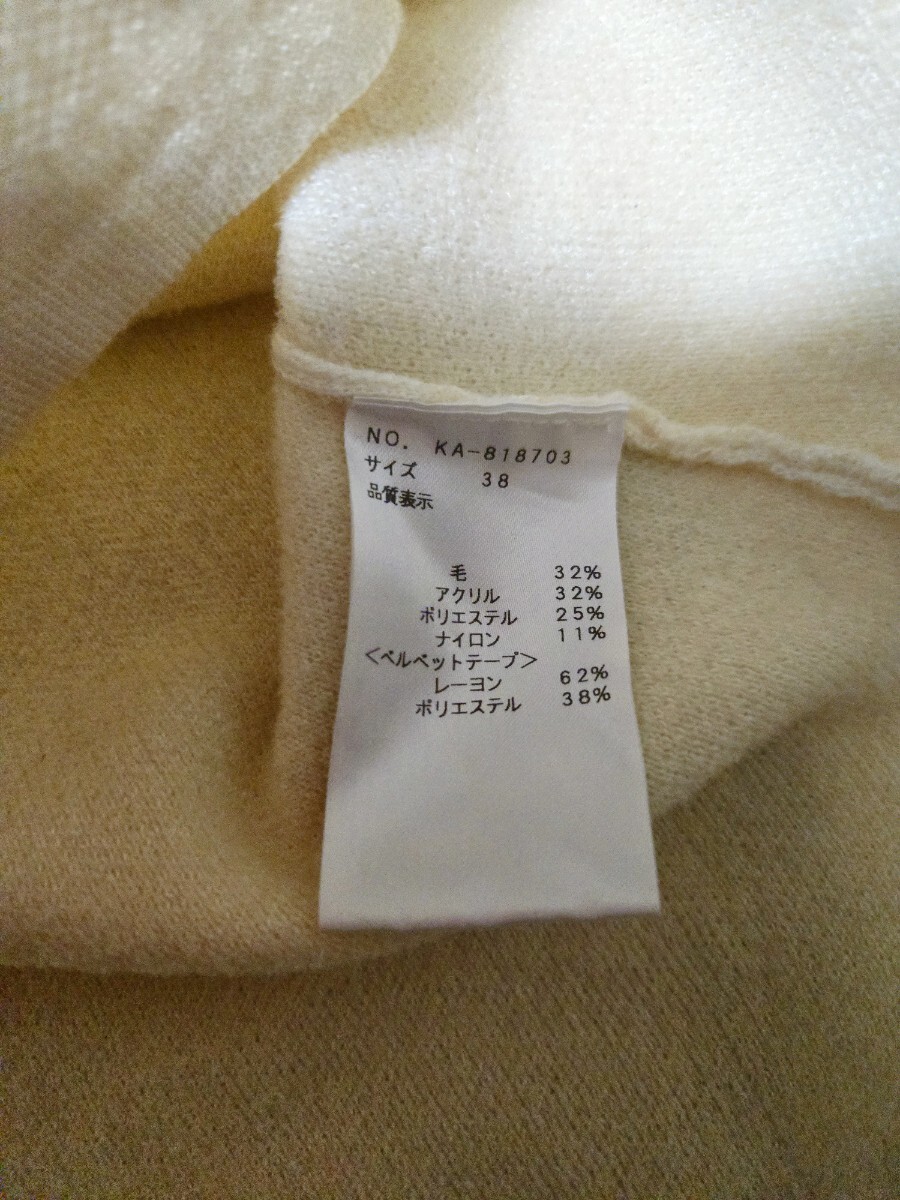 NO. KA-818703
サイズ 38
品質表示
毛 32%
アクリル 32%
ポリエステル 25%
ナイロン 11%
<ベルベットテープ>
レーヨン 62%
ポリエステル 38%